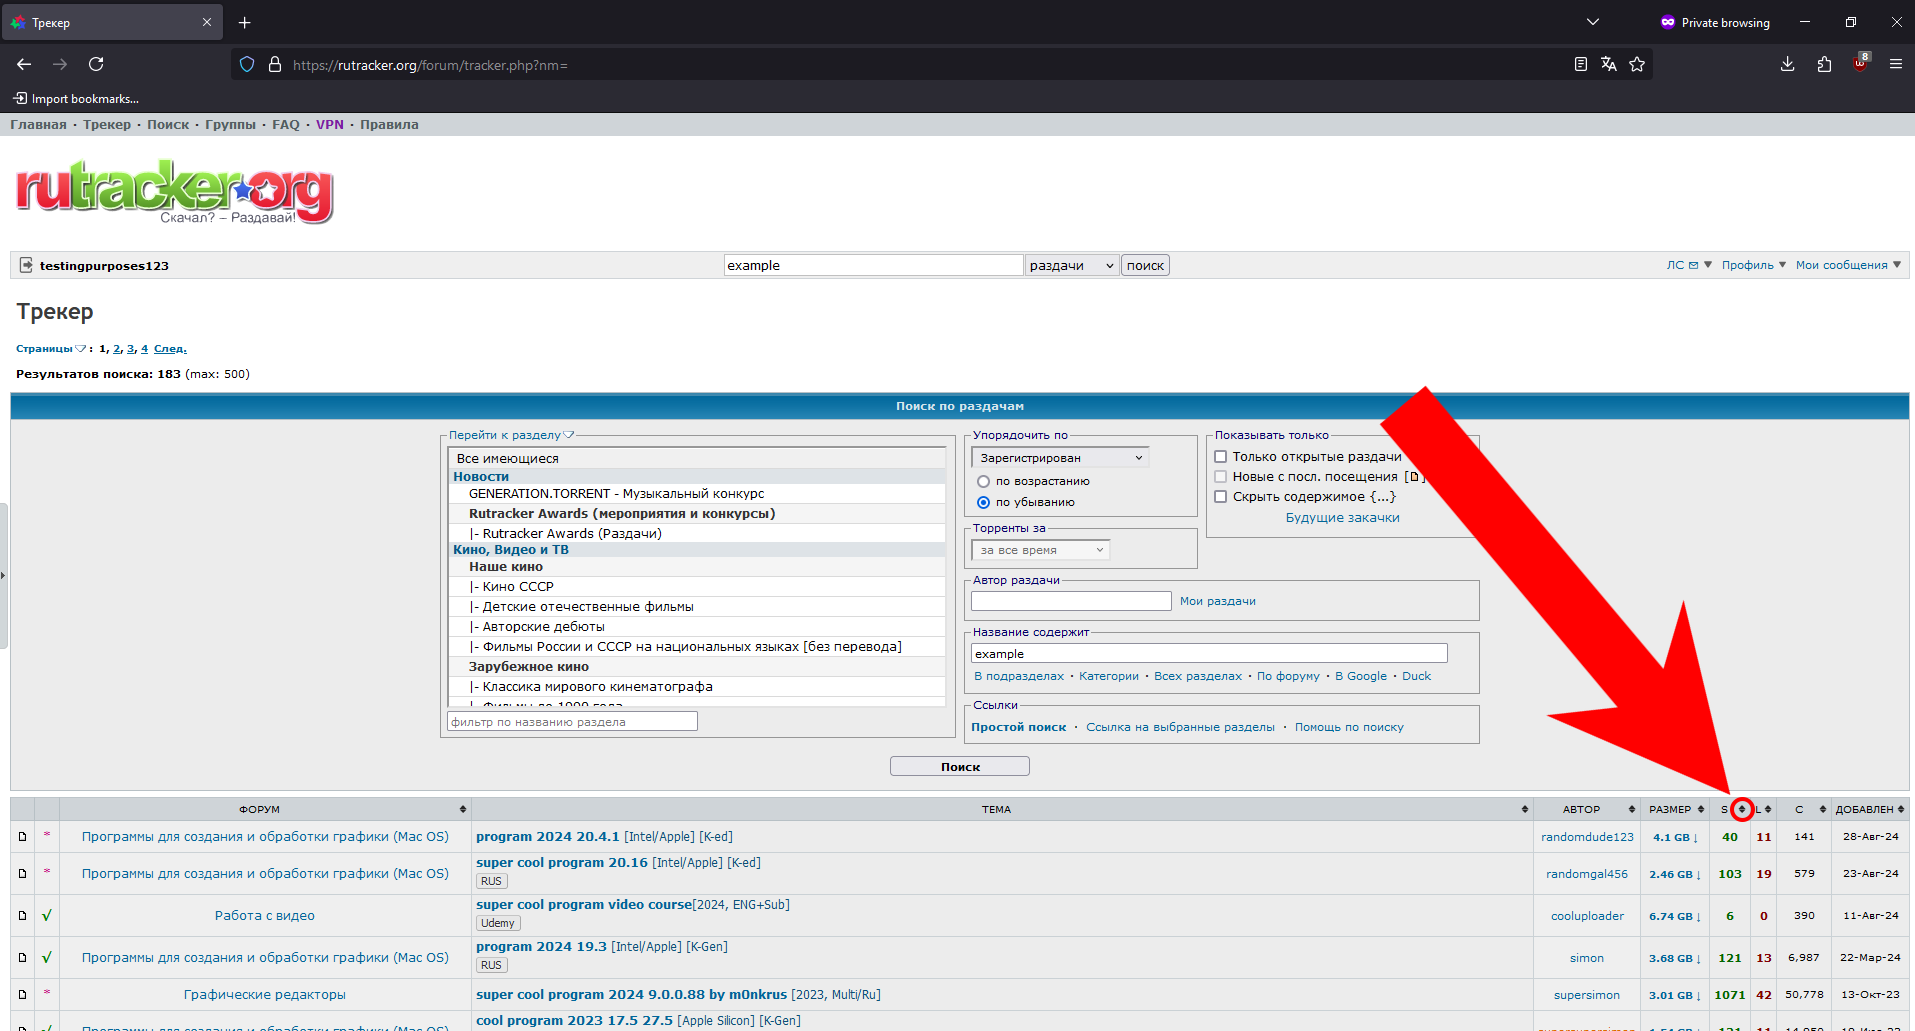 Трекер
Private browsing
https://rutracker.org/forum/tracker.php?nm=
8
Import bookmarks...
Главная · Трекер · Поиск · Группы · FAQ · VPN · Правила
rutracker.org
Скачал? – Раздавай!
testingpurposes123
example
раздачи
поиск
ЛС
Профиль
Мои сообщения
Трекер
Страницы : 1, 2, 3, 4 След.
Результатов поиска: 183 (max: 500)
Поиск по раздачам
Перейти к разделу
Все имеющиеся
Новости
GENERATION.TORRENT - Музыкальный конкурс
Rutracker Awards (мероприятия и конкурсы)
|- Rutracker Awards (Раздачи)
Кино, Видео и ТВ
Наше кино
|- Кино СССР
|- Детские отечественные фильмы
|- Авторские дебюты
|- Фильмы России и СССР на национальных языках [без перевода]
Зарубежное кино
|- Классика мирового кинематографа
|- Фильмы до 1990 года
фильтр по названию раздела
Упорядочить по
Зарегистрирован
по возрастанию
по убыванию
Торренты за
за все время
Показывать только
Только открытые раздачи
Новые с посл. посещения [ ]
Скрыть содержимое {...}
Будущие закачки
Автор раздачи
Мои раздачи
Название содержит
example
В подразделах · Категории · Всех разделах · По форуму · В Google · Duck
Ссылки
Простой поиск · Ссылка на выбранные разделы · Помощь по поиску
Поиск
ФОРУМ ТЕМА АВТОР РАЗМЕР S L C ДОБАВЛЕН
* Программы для создания и обработки графики (Mac OS) program 2024 20.4.1 [Intel/Apple] [K-ed] randomdude123 4.1 GB ↓ 40 11 141 28-Авг-24
* Программы для создания и обработки графики (Mac OS) super cool program 20.16 [Intel/Apple] [K-ed] randomgal456 2.46 GB ↓ 103 19 579 23-Авг-24
RUS
√ Работа с видео super cool program video course[2024, ENG+Sub] cooluploader 6.74 GB ↓ 6 0 390 11-Авг-24
Udemy
√ Программы для создания и обработки графики (Mac OS) program 2024 19.3 [Intel/Apple] [K-Gen] simon 3.68 GB ↓ 121 13 6,987 22-Мар-24
RUS
* Графические редакторы super cool program 2024 9.0.0.88 by m0nkrus [2023, Multi/Ru] supersimon 3.01 GB ↓ 1071 42 50,778 13-Окт-23
cool program 2023 17.5 27.5 [Apple Silicon] [K-Gen]